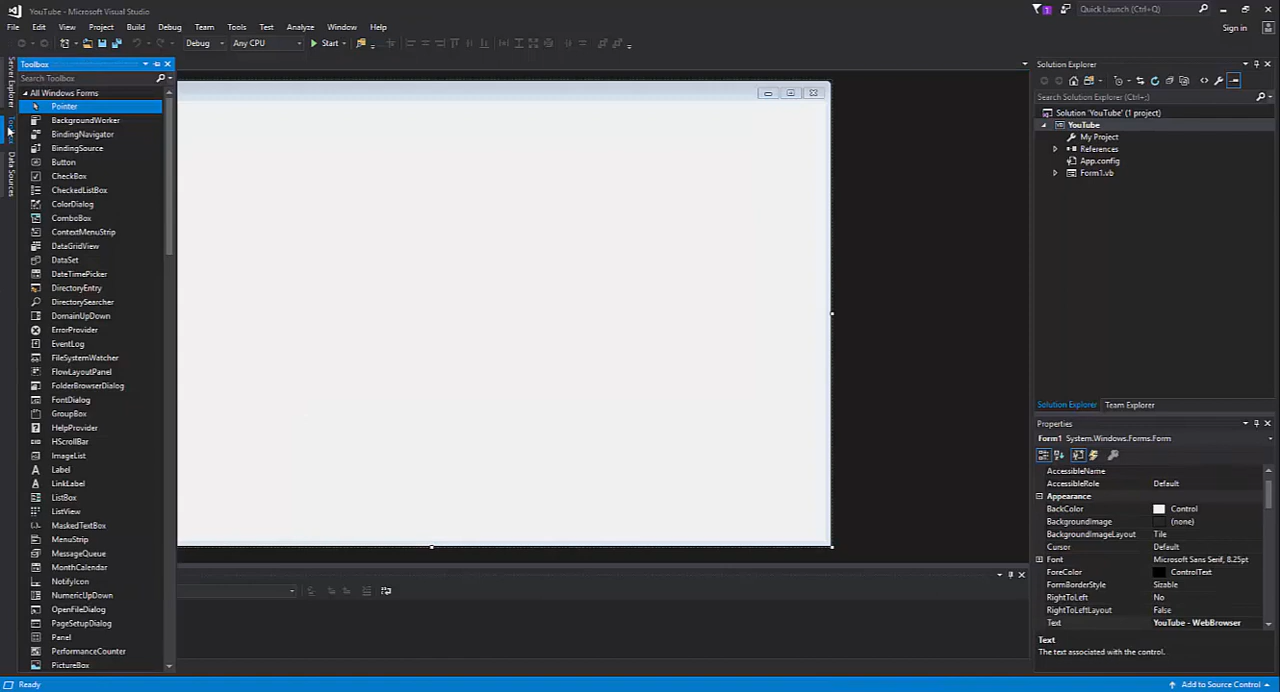 YouTube - Microsoft Visual Studio
1
Quick Launch (Ctrl+Q)
File Edit View Project Build Debug Team Tools Test Analyze Window Help
Sign in
Debug Any CPU Start
Server Explorer
Toolbox
Data Sources
Toolbox
Search Toolbox
All Windows Forms
Pointer
BackgroundWorker
BindingNavigator
BindingSource
Button
CheckBox
CheckedListBox
ColorDialog
ComboBox
ContextMenuStrip
DataGridView
DataSet
DateTimePicker
DirectoryEntry
DirectorySearcher
DomainUpDown
ErrorProvider
EventLog
FileSystemWatcher
FlowLayoutPanel
FolderBrowserDialog
FontDialog
GroupBox
HelpProvider
HScrollBar
ImageList
Label
LinkLabel
ListBox
ListView
MaskedTextBox
MenuStrip
MessageQueue
MonthCalendar
NotifyIcon
NumericUpDown
OpenFileDialog
PageSetupDialog
Panel
PerformanceCounter
PictureBox
Solution Explorer
Search Solution Explorer (Ctrl+;)
Solution 'YouTube' (1 project)
YouTube
My Project
References
App.config
Form1.vb
Solution Explorer Team Explorer
Properties
Form1 System.Windows.Forms.Form
AccessibleName
AccessibleRole Default
Appearance
BackColor Control
BackgroundImage (none)
BackgroundImageLayout Tile
Cursor Default
Font Microsoft Sans Serif, 8.25pt
ForeColor ControlText
FormBorderStyle Sizable
RightToLeft No
RightToLeftLayout False
Text YouTube - WebBrowser
Text
The text associated with the control.
Ready
Add to Source Control